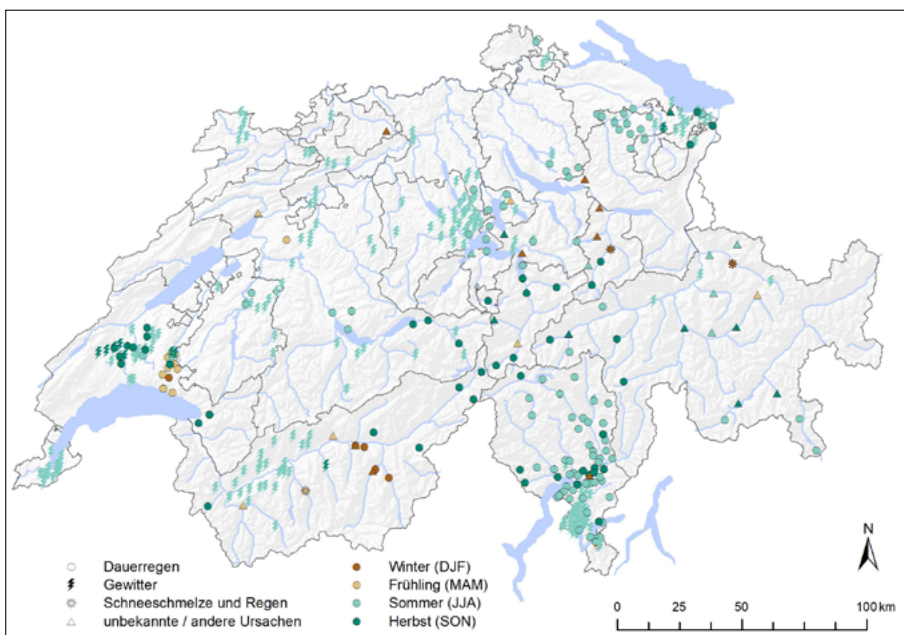 N
Dauerregen
Gewitter
Schneeschmelze und Regen
unbekannte / andere Ursachen
Winter (DJF)
Frühling (MAM)
Sommer (JJA)
Herbst (SON)
0 25 50 100 km